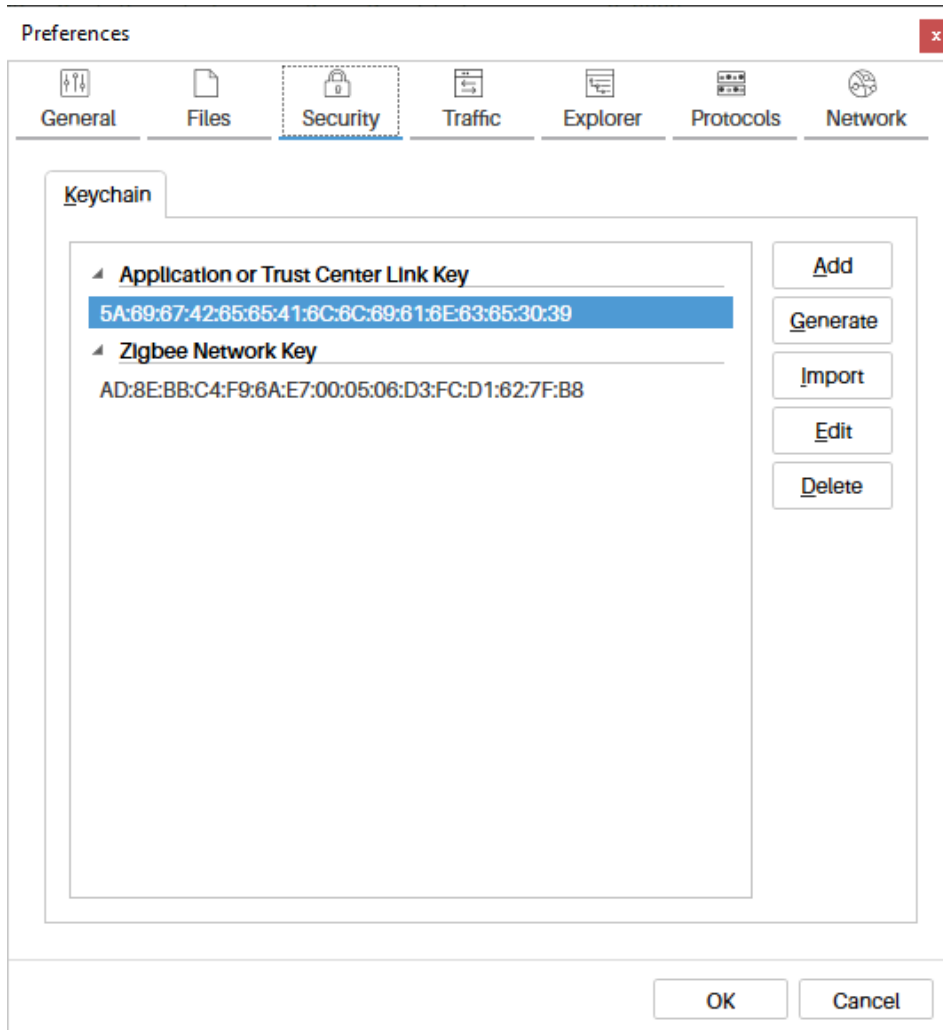 Preferences
x
General Files Security Traffic Explorer Protocols Network
Keychain
Application or Trust Center Link Key
5A:69:67:42:65:65:41:6C:6C:69:61:6E:63:65:30:39
Zigbee Network Key
AD:8E:BB:C4:F9:6A:E7:00:05:06:D3:FC:D1:62:7F:B8
Add
Generate
Import
Edit
Delete
OK Cancel